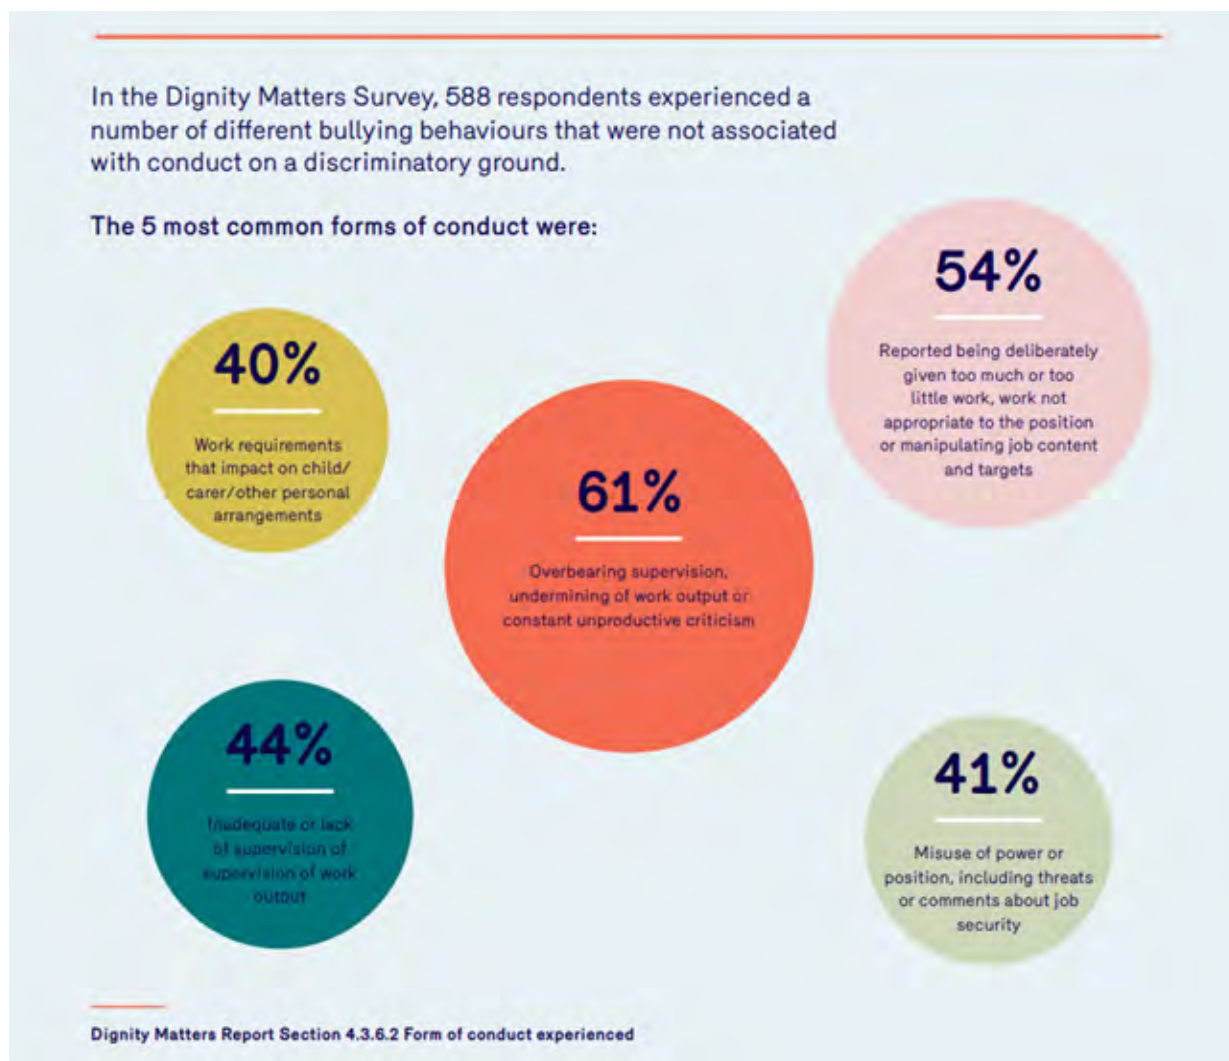 In the Dignity Matters Survey, 588 respondents experienced a
number of different bullying behaviours that were not associated
with conduct on a discriminatory ground.
The 5 most common forms of conduct were:
54%
Reported being deliberately
given too much or too
little work, work not
appropriate to the position
or manipulating job content
and targets
40%
Work requirements
that impact on child/
carer/other personal
arrangements
61%
Overbearing supervision,
undermining of work output or
constant unproductive criticism
44%
Inadequate or lack
of supervision of
supervision of work
output
41%
Misuse of power or
position, including threats
or comments about job
security
Dignity Matters Report Section 4.3.6.2 Form of conduct experienced